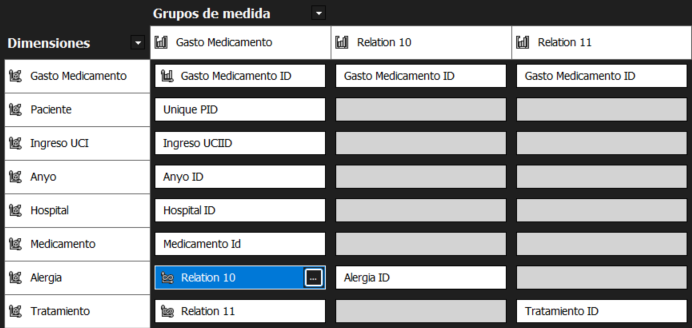 Grupos de medida
Dimensiones Gasto Medicamento Relation 10 Relation 11
Gasto Medicamento Gasto Medicamento ID Gasto Medicamento ID Gasto Medicamento ID
Paciente Unique PID
Ingreso UCI Ingreso UCIID
Anyo Anyo ID
Hospital Hospital ID
Medicamento Medicamento Id
Alergia Relation 10 ... Alergia ID
Tratamiento Relation 11 Tratamiento ID